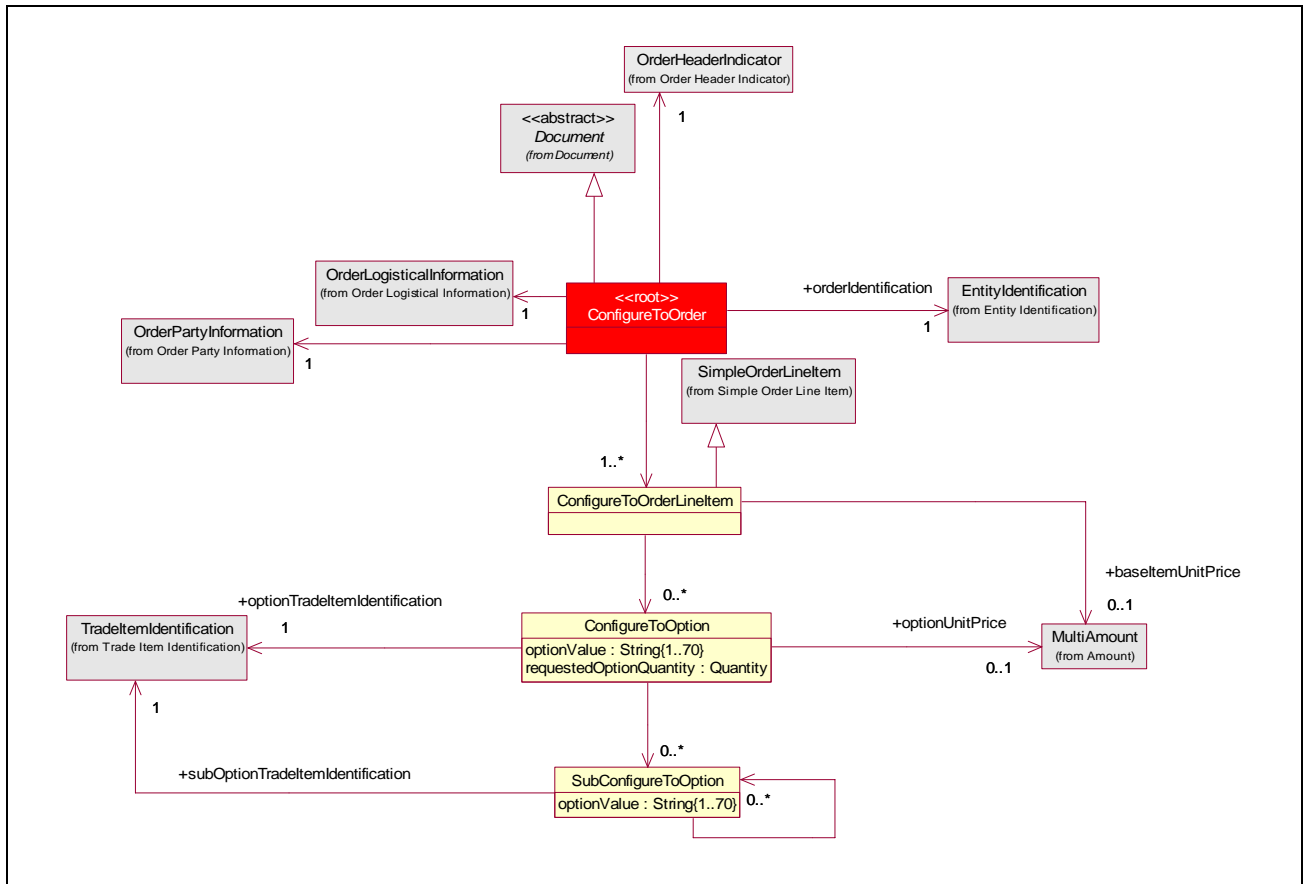 OrderHeaderIndicator
(from Order Header Indicator)
1
<<abstract>>
Document
(from Document)
OrderLogisticalInformation
(from Order Logistical Information)
1
OrderPartyInformation
(from Order Party Information)
1
<<root>>
ConfigureToOrder
+orderIdentification
1
EntityIdentification
(from Entity Identification)
SimpleOrderLineItem
(from Simple Order Line Item)
1..*
ConfigureToOrderLineItem
+baseItemUnitPrice
0..1
0..*
+optionTradeItemIdentification
1
TradeItemIdentification
(from Trade Item Identification)
ConfigureToOption
optionValue : String{1..70}
requestedOptionQuantity : Quantity
+optionUnitPrice
0..1
MultiAmount
(from Amount)
1
0..*
+subOptionTradeItemIdentification
SubConfigureToOption
optionValue : String{1..70}
0..*